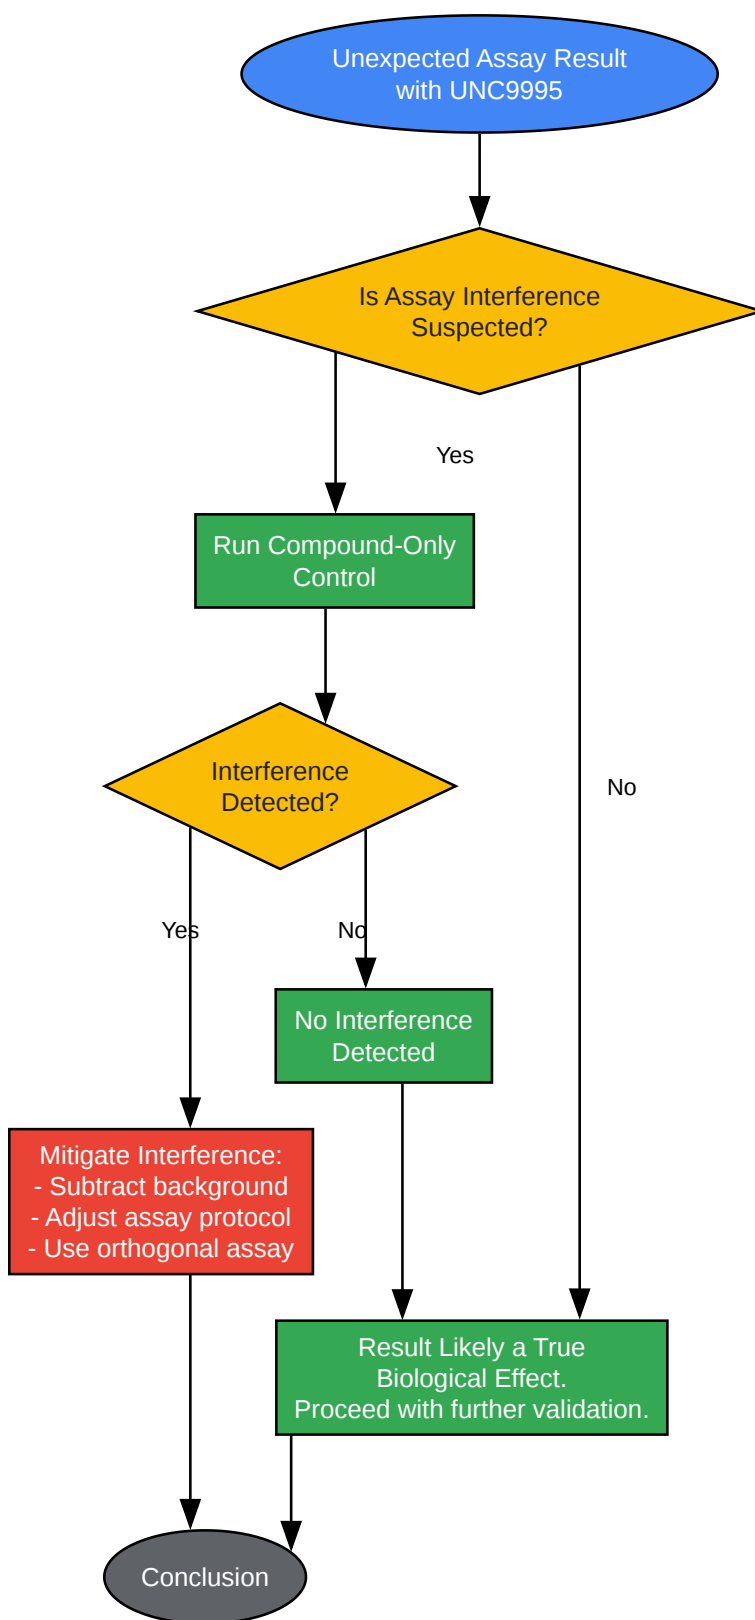 Unexpected Assay Result
with UNC9995
Is Assay Interference
Suspected?
Yes
Run Compound-Only
Control
Interference
Detected?
No
Yes
No
No Interference
Detected
Mitigate Interference:
- Subtract background
- Adjust assay protocol
- Use orthogonal assay
Result Likely a True
Biological Effect.
Proceed with further validation.
Conclusion